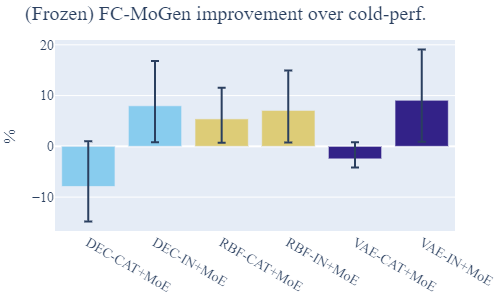 (Frozen) FC-MoGen improvement over cold-perf.
%
20
10
0
−10
DEC-CAT+MoE
DEC-IN+MoE
RBF-CAT+MoE
RBF-IN+MoE
VAE-CAT+MoE
VAE-IN+MoE